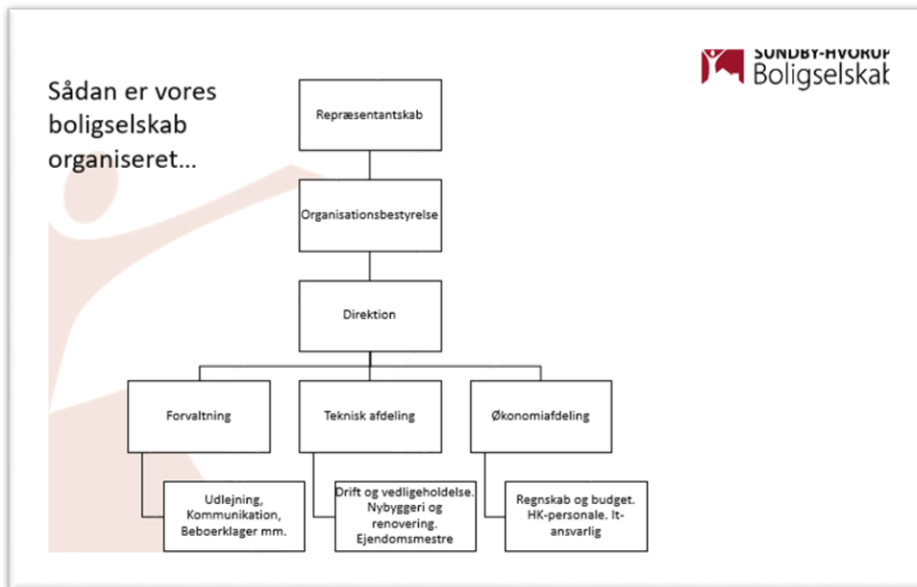 Sådan er vores
boligselskab
organiseret...
SUNDBY-HVORUP
Boligselskab
Repræsentantskab
Organisationsbestyrelse
Direktion
Forvaltning
Teknisk afdeling
Økonomiafdeling
Udlejning,
Kommunikation,
Beboerklager mm.
Drift og vedligeholdelse.
Nybyggeri og
renovering.
Ejendomsmestre
Regnskab og budget.
HK-personale. It-
ansvarlig